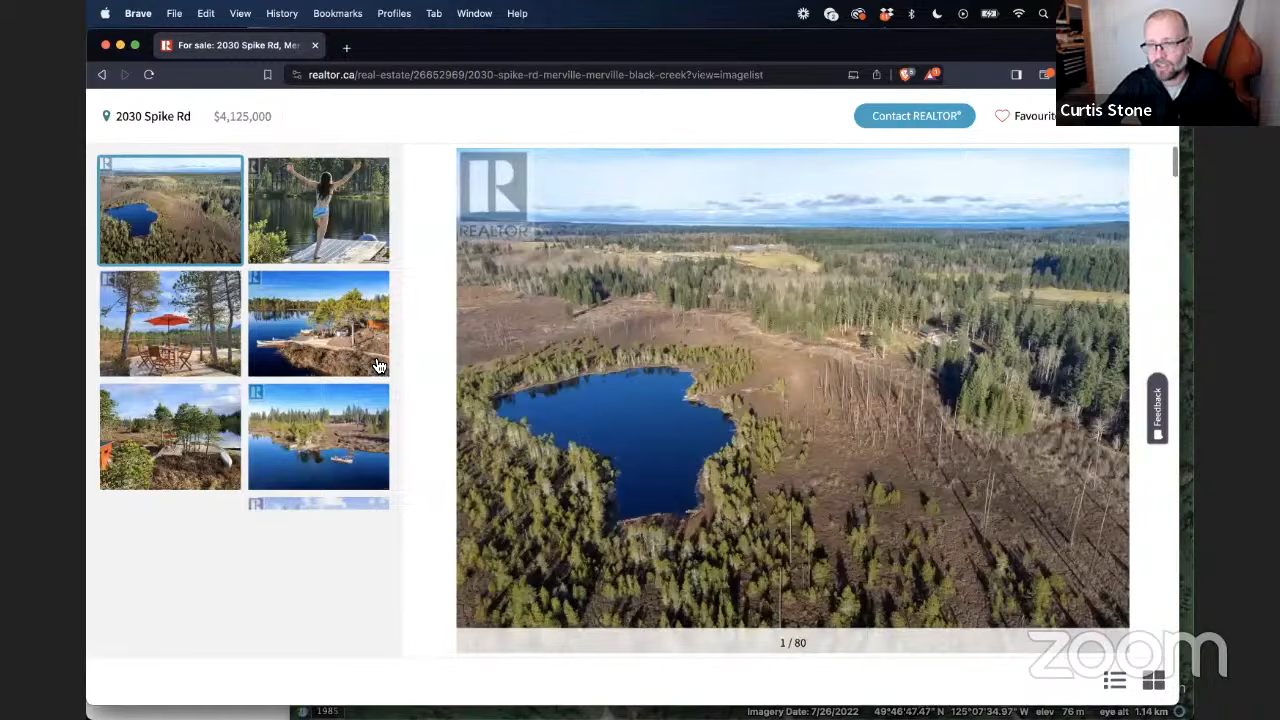 Brave File Edit View History Bookmarks Profiles Tab Window Help
For sale: 2030 Spike Rd, Mer
realtor.ca/real-estate/26652969/2030-spike-rd-merville-merville-black-creek?view=imagelist
2030 Spike Rd $4,125,000
Contact REALTOR®
Favourit
Curtis Stone
R
REALTOR
Feedback
1 / 80
zoom
1985
Imagery Date: 7/26/2022 49°46'47.47" N 125°07'34.97" W elev 76 m eye alt 1.14 km